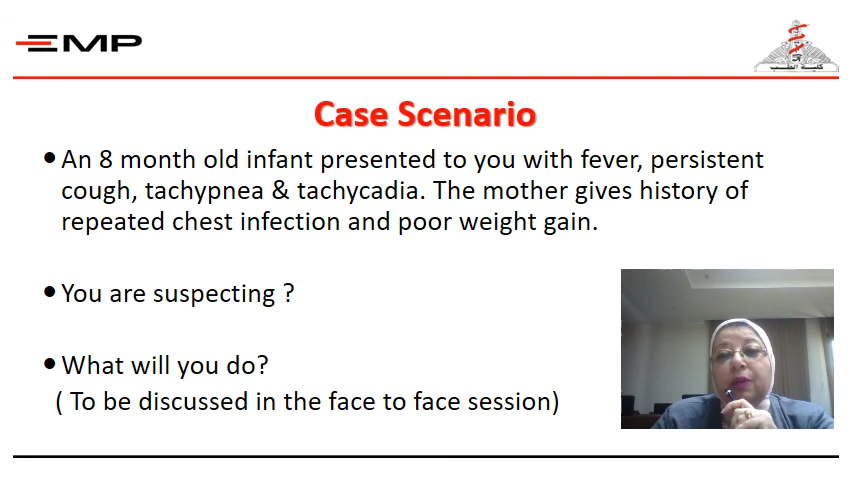 EMP
كلية الطب
Case Scenario
• An 8 month old infant presented to you with fever, persistent
cough, tachypnea & tachycadia. The mother gives history of
repeated chest infection and poor weight gain.
• You are suspecting ?
• What will you do?
( To be discussed in the face to face session)